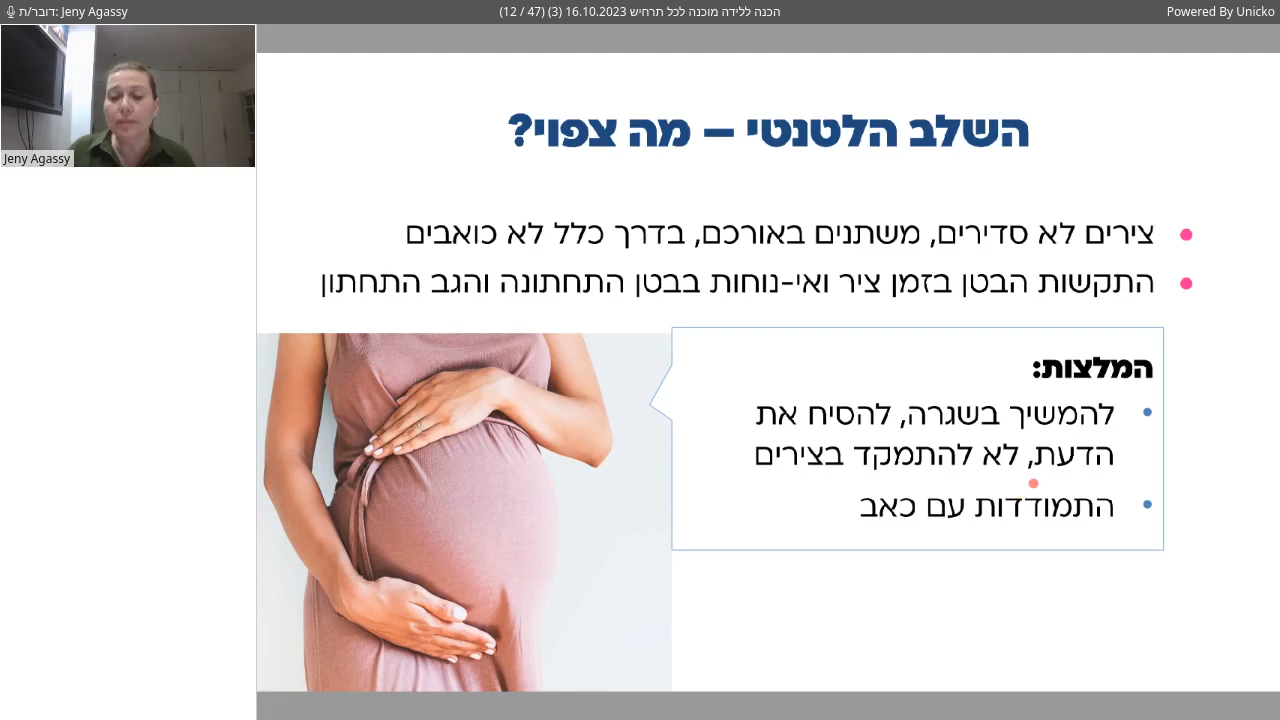 דובר/ת: Jeny Agassy
הכנה ללידה מוכנה לכל תרחיש 16.10.2023 (3) (47 / 12)
Powered By Unicko
Jeny Agassy
השלב הלטנטי – מה צפוי?
צירים לא סדירים, משתנים באורכם, בדרך כלל לא כואבים
התקשות הבטן בזמן ציר ואי-נוחות בבטן התחתונה והגב התחתון
המלצות:
להמשיך בשגרה, להסיח את
הדעת, לא להתמקד בצירים
התמודדות עם כאב